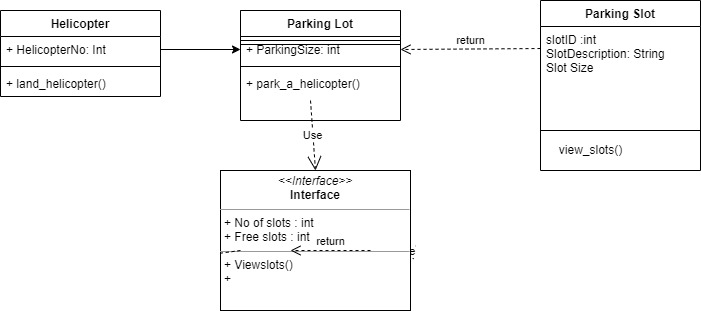 Helicopter
+ HelicopterNo: Int
+ land_helicopter()
Parking Lot
+ ParkingSize: int
+ park_a_helicopter()
return
Parking Slot
slotID :int
SlotDescription: String
Slot Size
view_slots()
Use
<<Interface>>
Interface
+ No of slots : int
+ Free slots : int
return
+ Viewslots()
+